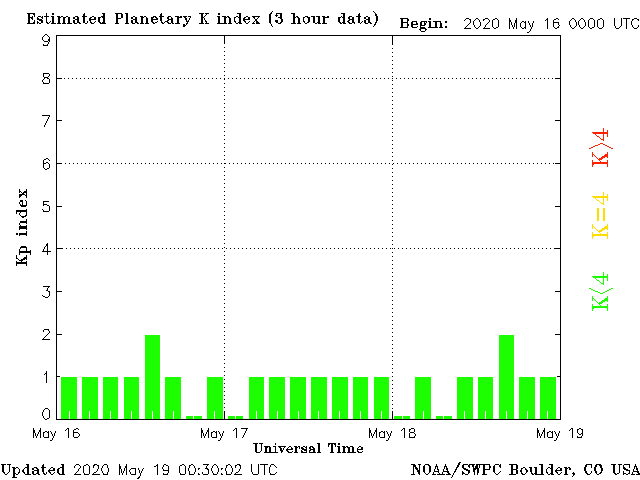 Estimated Planetary K index (3 hour data) Begin: 2020 May 16 0000 UTC
9
8
7
6
5
4
3
2
1
0
Kp index
K>4
K=4
K<4
May 16 May 17 May 18 May 19
Universal Time
Updated 2020 May 19 00:30:02 UTC NOAA/SWPC Boulder, CO USA